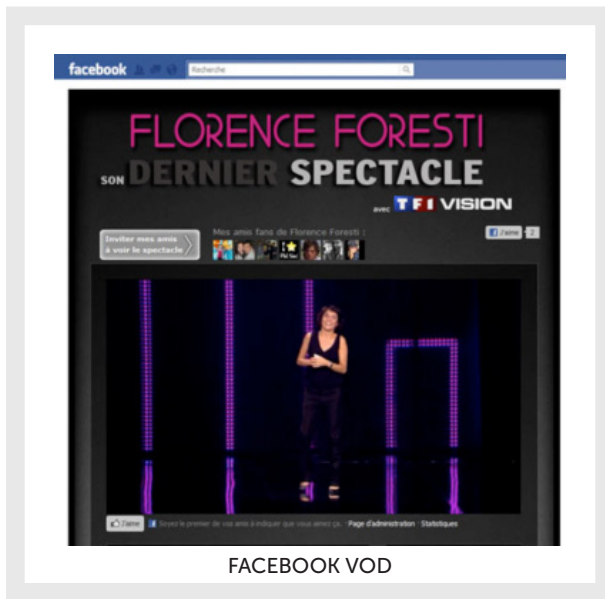 facebook
Recherche
FLORENCE FORESTI
SON DERNIER SPECTACLE
avec TF1 VISION
Inviter mes amis
à voir le spectacle
Mes amis fans de Florence Foresti :
J'aime 2
J'aime Soyez le premier de vos amis à indiquer que vous aimez ça. · Page d'administration · Statistiques
FACEBOOK VOD